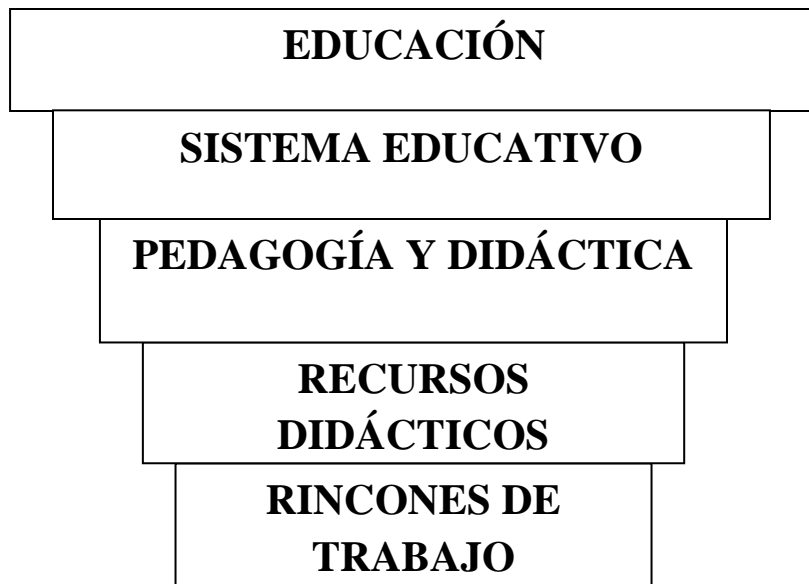 EDUCACIÓN
SISTEMA EDUCATIVO
PEDAGOGÍA Y DIDÁCTICA
RECURSOS
DIDÁCTICOS
RINCONES DE
TRABAJO